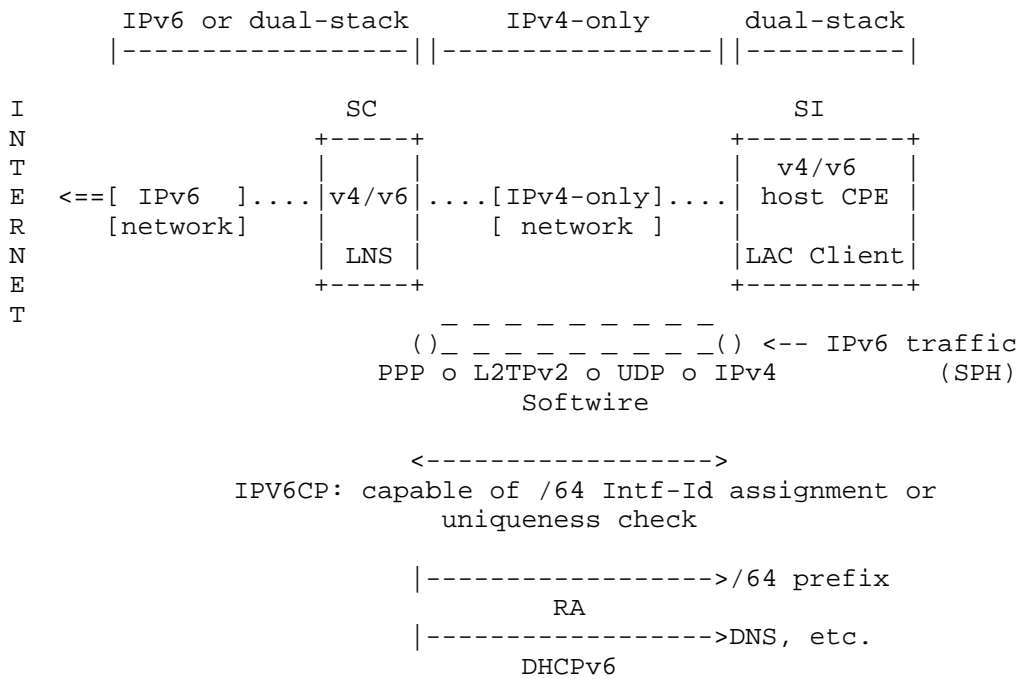 IPv6 or dual-stack      IPv4-only      dual-stack
      |------------------||-----------------||----------|

I                    SC                             SI
N                  +-----+                   +----------+
T                  |     |                   |  v4/v6   |
E  <==[ IPv6  ]....|v4/v6|....[IPv4-only]....| host CPE |
R     [network]    |     |    [ network ]    |          |
N                  | LNS |                   |LAC Client|
E                  +-----+                   +----------+
T                          _ _ _ _ _ _ _ _ _
                         ()_ _ _ _ _ _ _ _ _() <-- IPv6 traffic
                       PPP o L2TPv2 o UDP o IPv4          (SPH)
                                Softwire

                         <------------------>
              IPV6CP: capable of /64 Intf-Id assignment or
                           uniqueness check

                         |------------------>/64 prefix
                                  RA
                         |------------------>DNS, etc.
                                DHCPv6